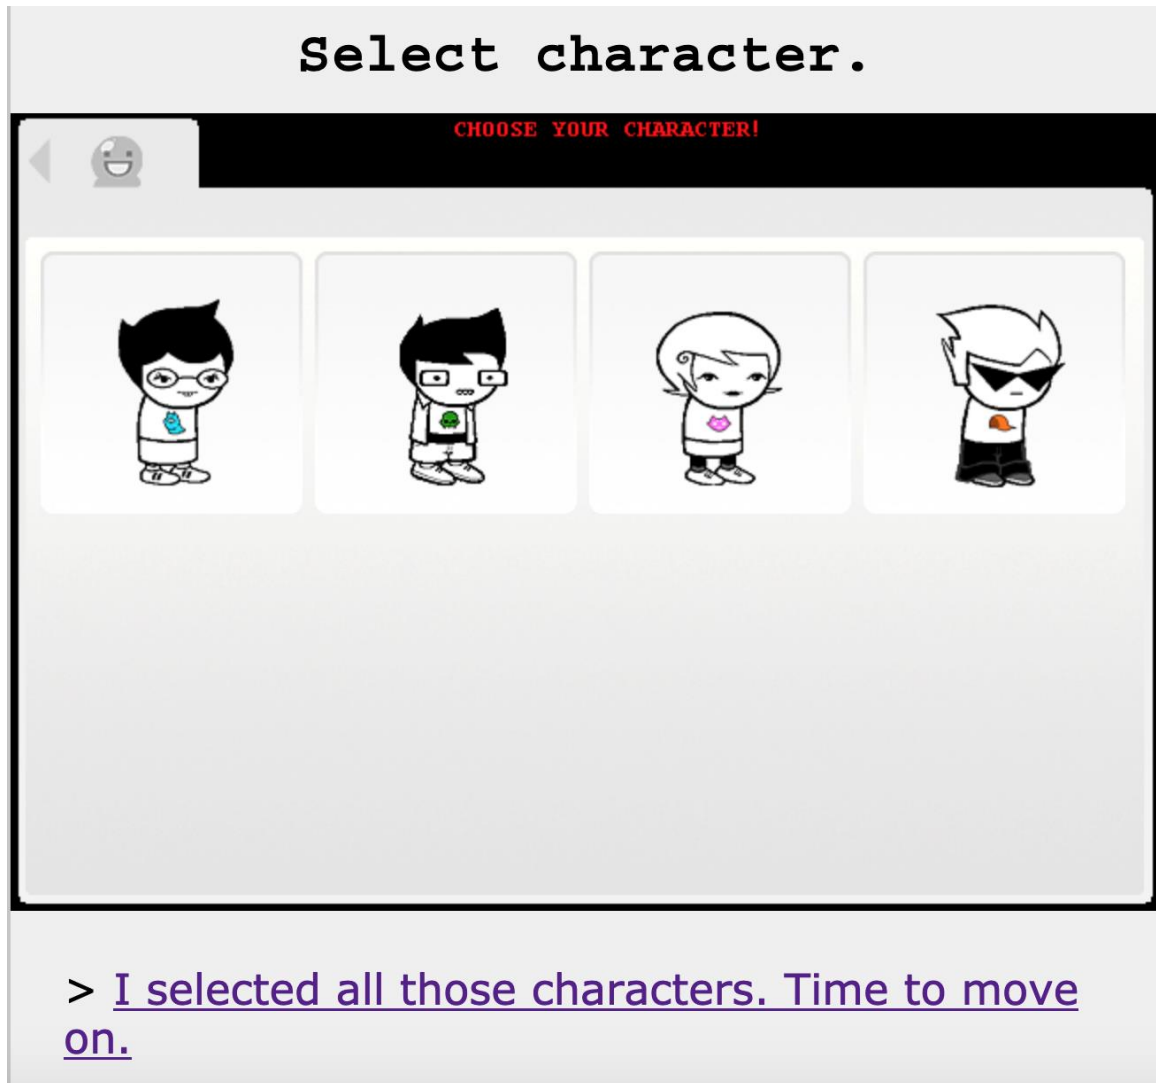 Select character.
CHOOSE YOUR CHARACTER!
> I selected all those characters. Time to move
on.